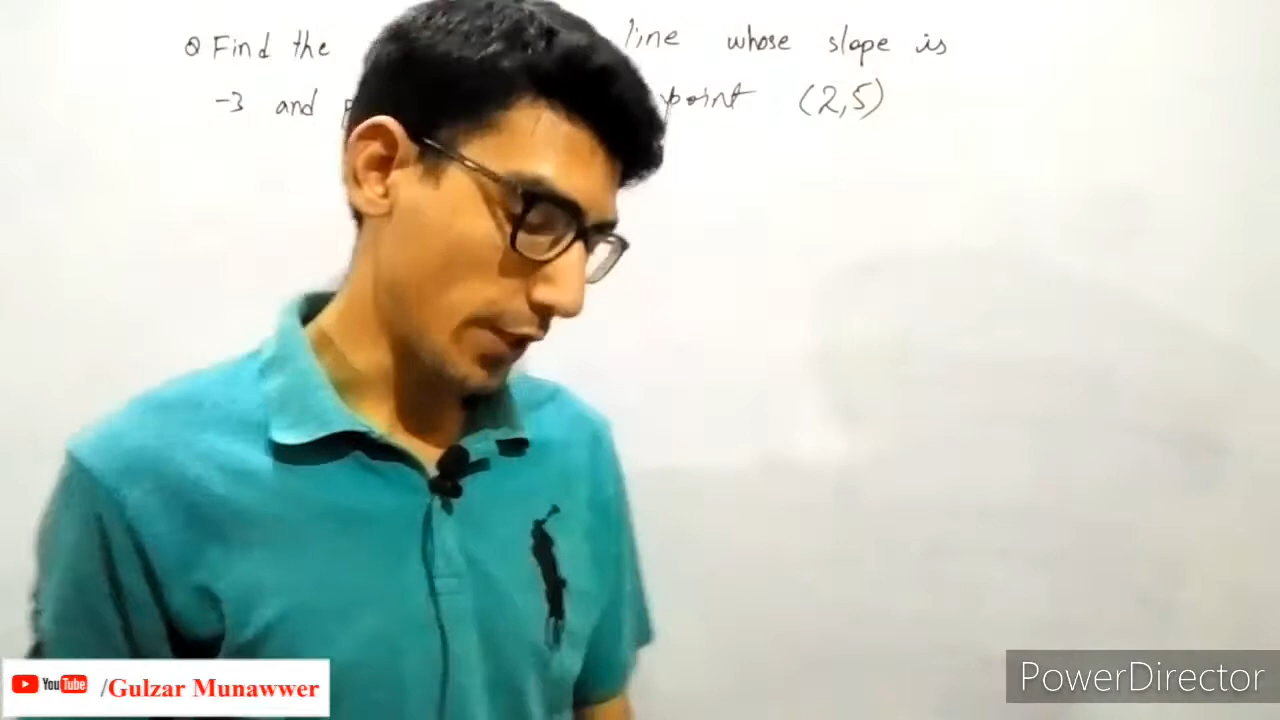 Q Find the line whose slope is
-3 and point (2,5)
YouTube /Gulzar Munawwer
PowerDirector